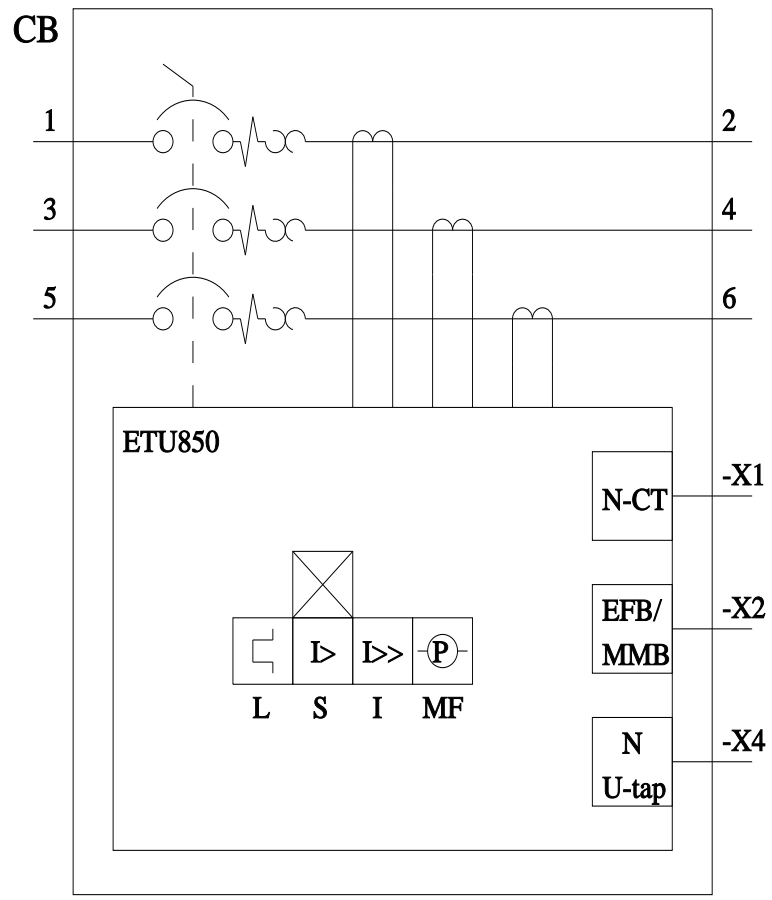 CB
1
2
3
4
5
6
ETU850
N-CT
-X1
EFB/
MMB
-X2
I> I>> P
L S I MF
N
U-tap
-X4